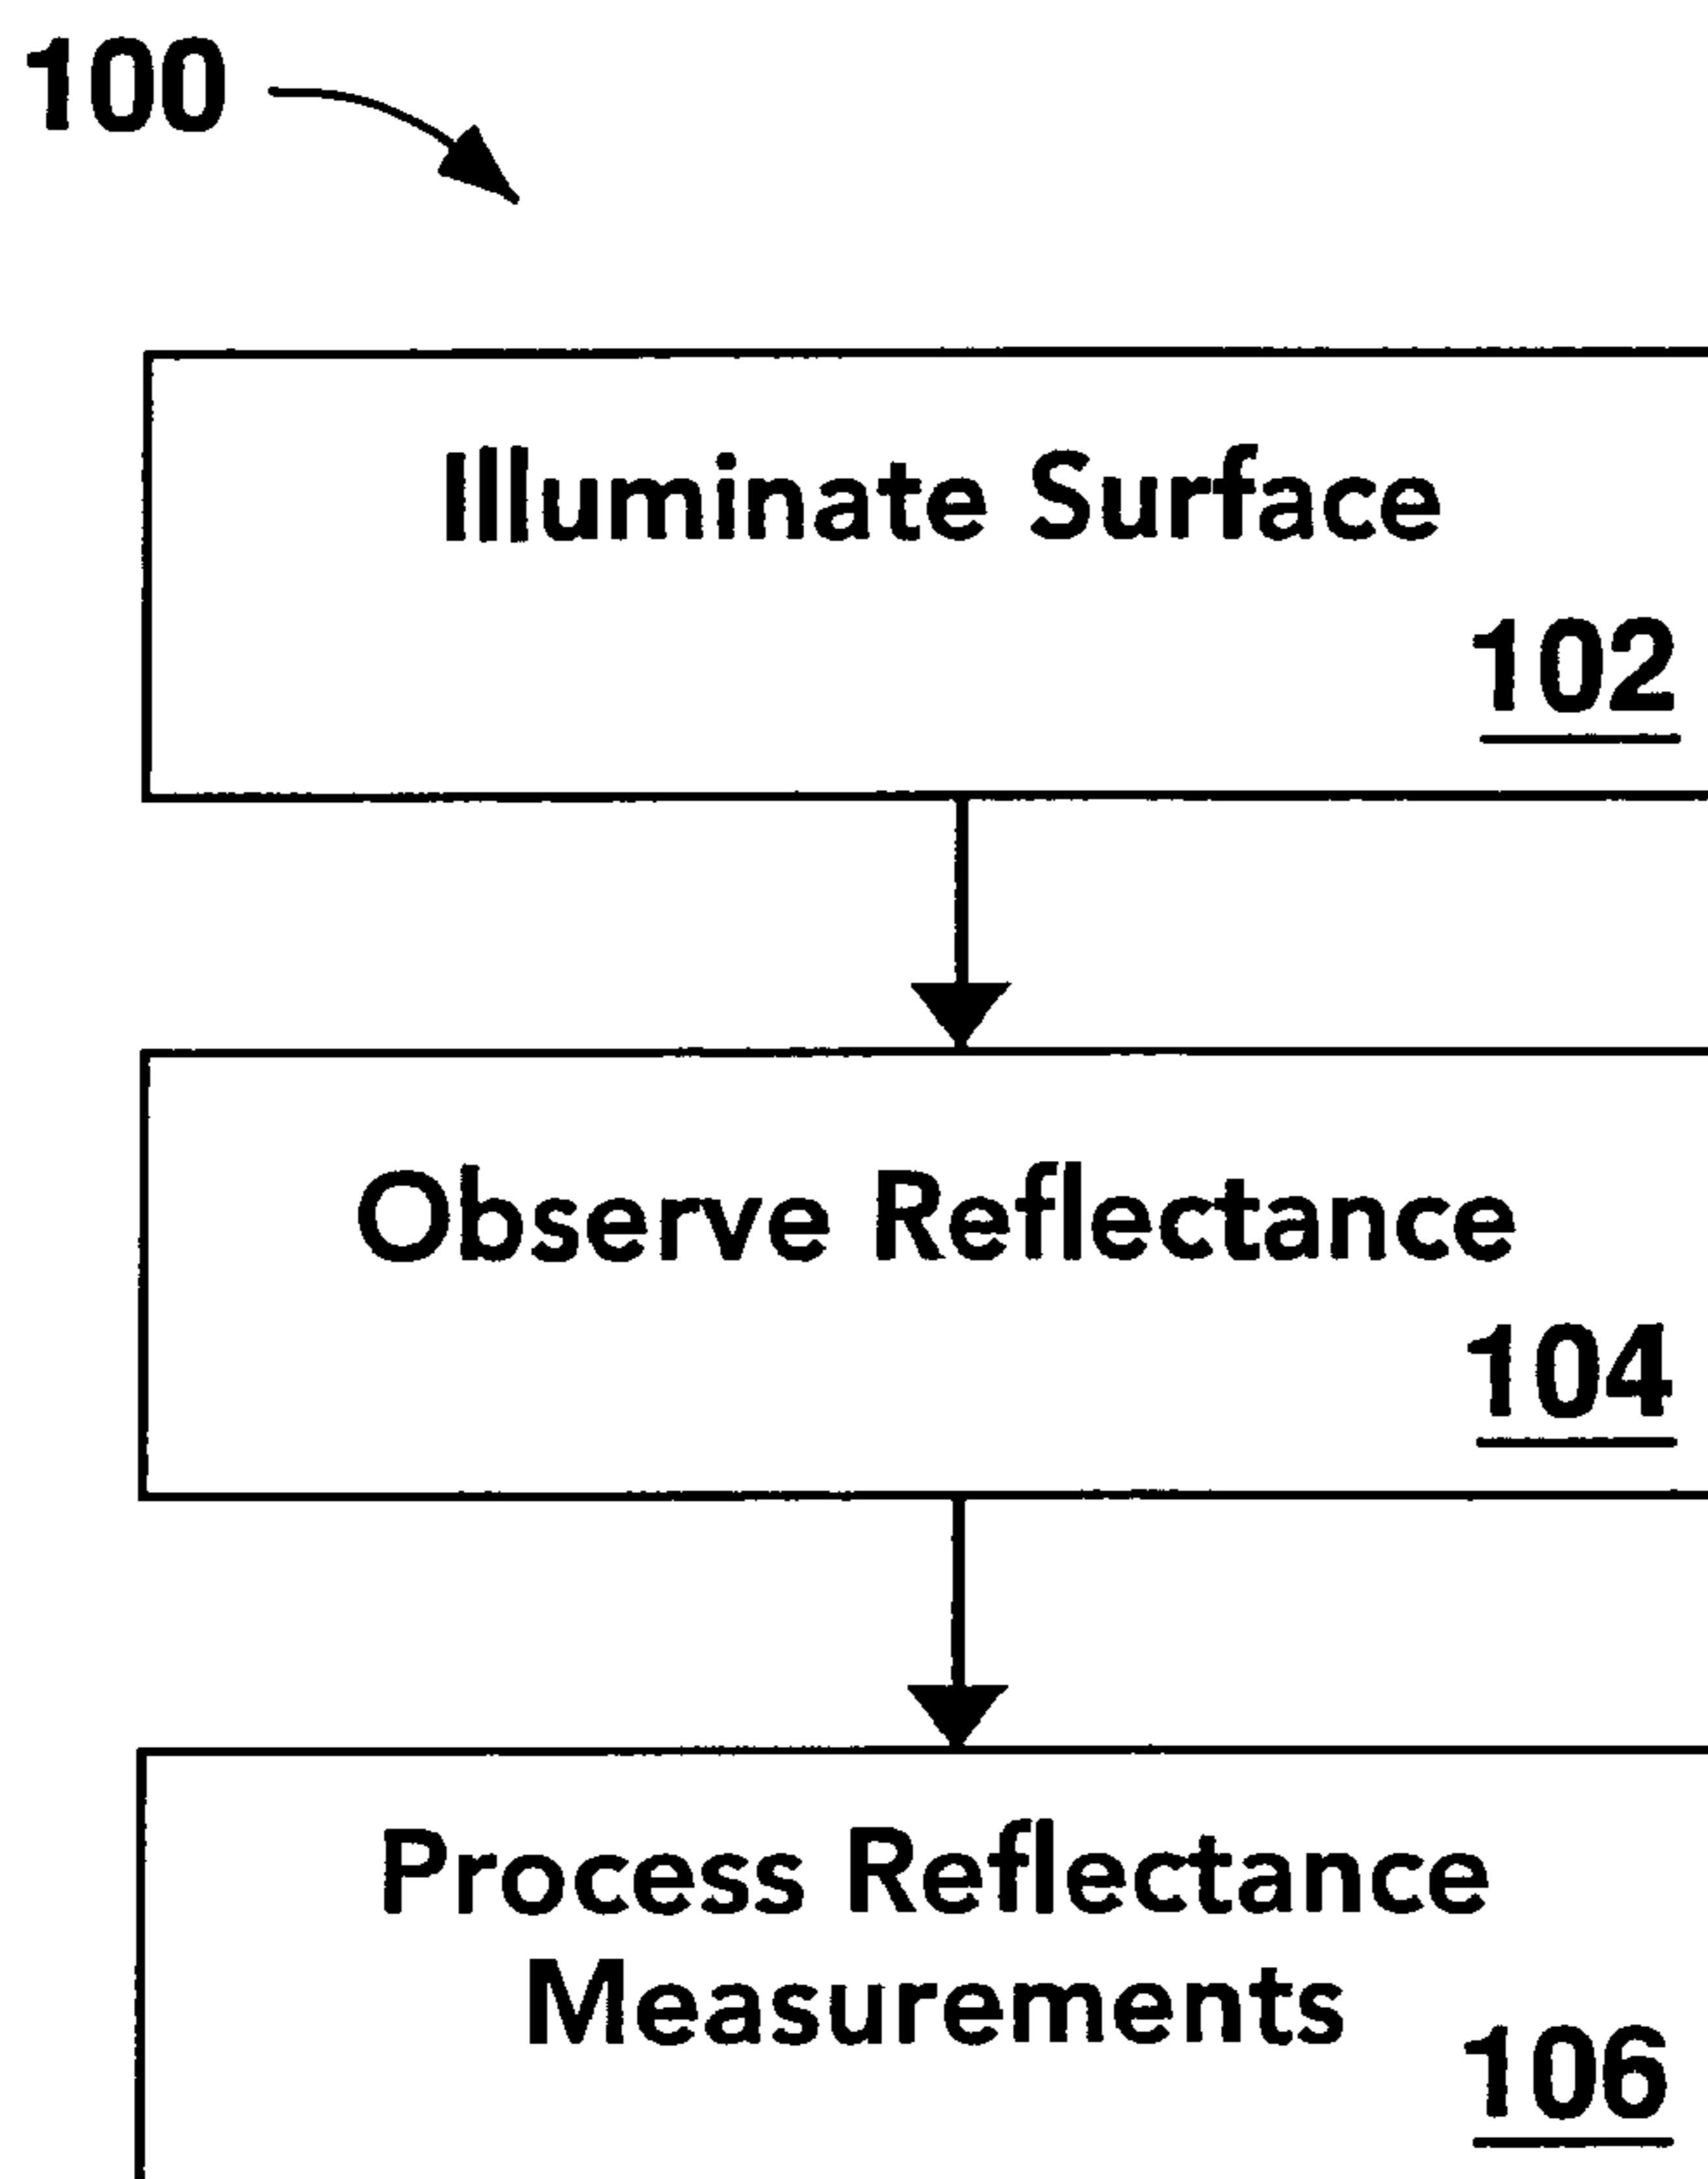 100
Illuminate Surface
102
Observe Reflectance
104
Process Reflectance
Measurements
106